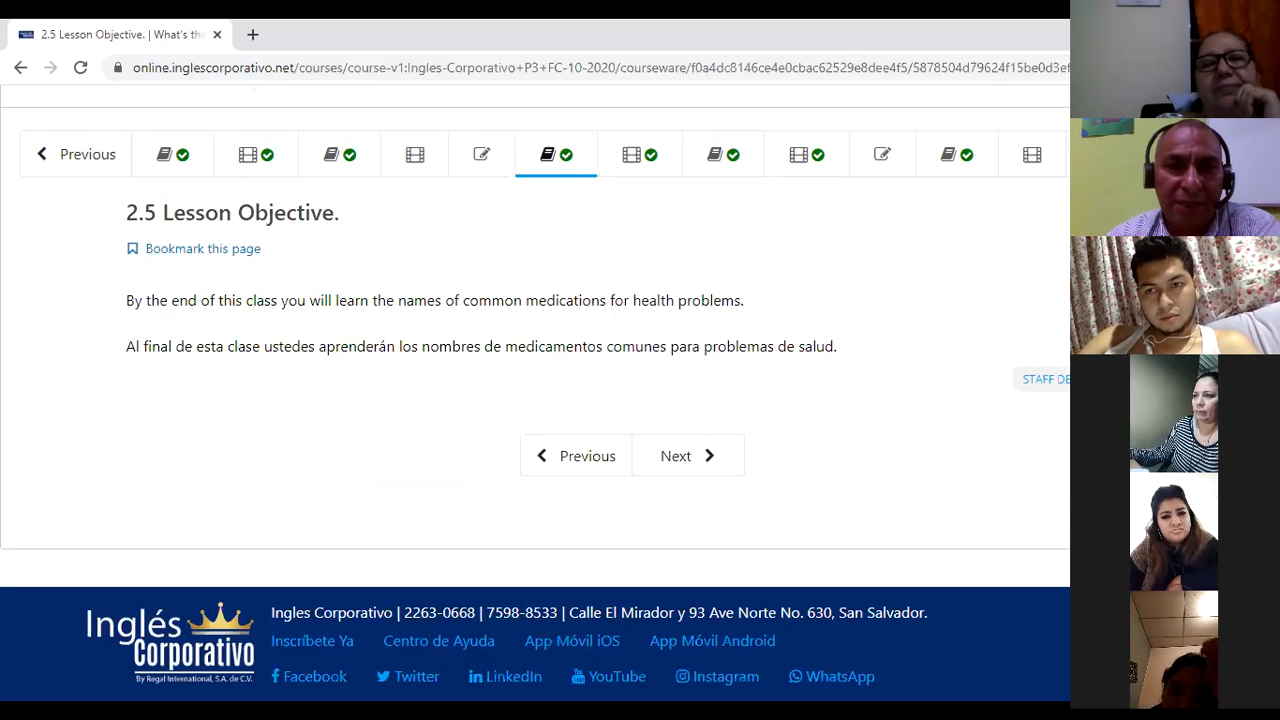 2.5 Lesson Objective. | What's the
online.inglescorporativo.net/courses/course-v1:Ingles-Corporativo+P3+FC-10-2020/courseware/f0a4dc8146ce4e0cbac62529e8dee4f5/5878504d79624f15be0d3ef
Previous
2.5 Lesson Objective.
Bookmark this page
By the end of this class you will learn the names of common medications for health problems.
Al final de esta clase ustedes aprenderán los nombres de medicamentos comunes para problemas de salud.
STAFF DE
Previous Next
Inglés Corporativo
By Regal International, S.A. de C.V.
Ingles Corporativo | 2263-0668 | 7598-8533 | Calle El Mirador y 93 Ave Norte No. 630, San Salvador.
Inscríbete Ya Centro de Ayuda App Móvil iOS App Móvil Android
Facebook Twitter LinkedIn YouTube Instagram WhatsApp